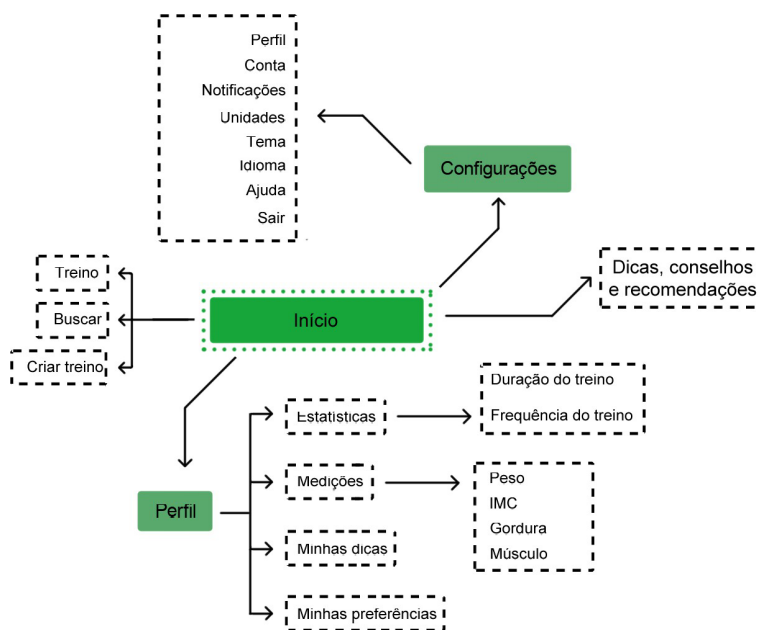 Perfil
Conta
Notificações
Unidades
Tema
Idioma
Ajuda
Sair
Configurações
Dicas, conselhos
e recomendações
Treino
Buscar
Criar treino
Início
Duração do treino
Frequência do treino
Estatísticas
Medições
Peso
IMC
Gordura
Músculo
Perfil
Minhas dicas
Minhas preferências